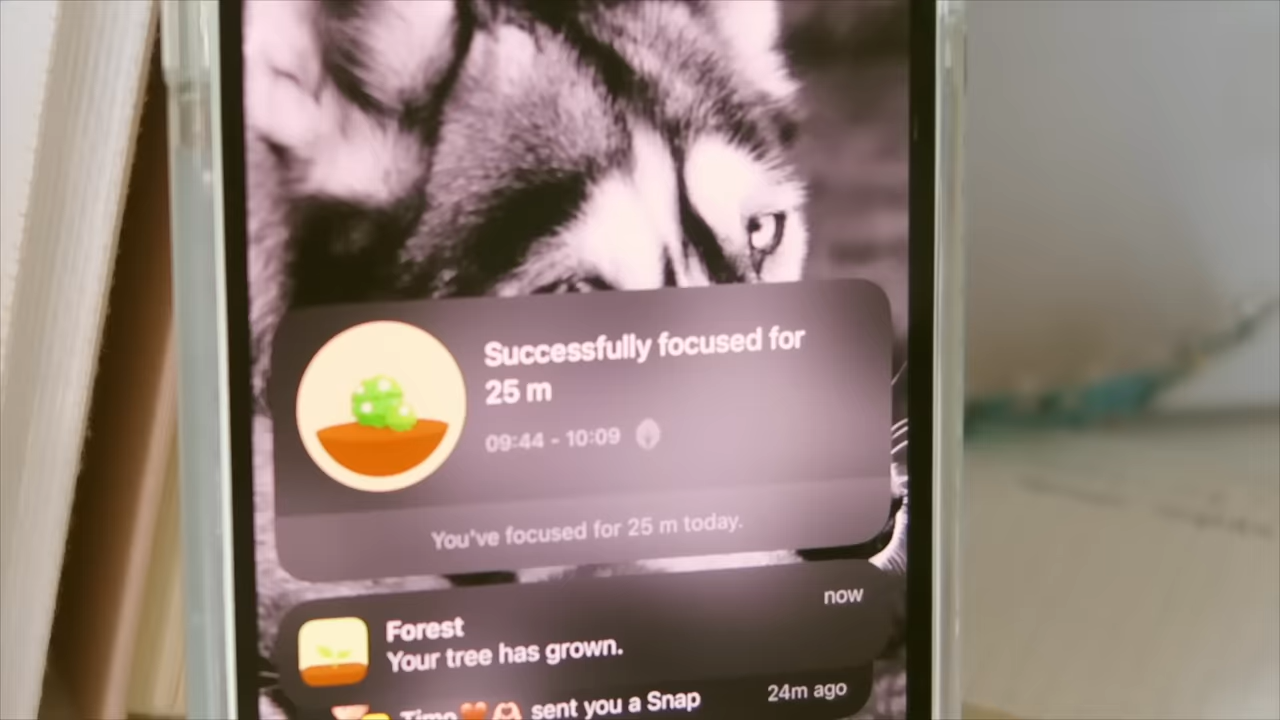 Successfully focused for
25 m
09:44 - 10:09
You've focused for 25 m today.
now
Forest
Your tree has grown.
sent you a Snap
24m ago